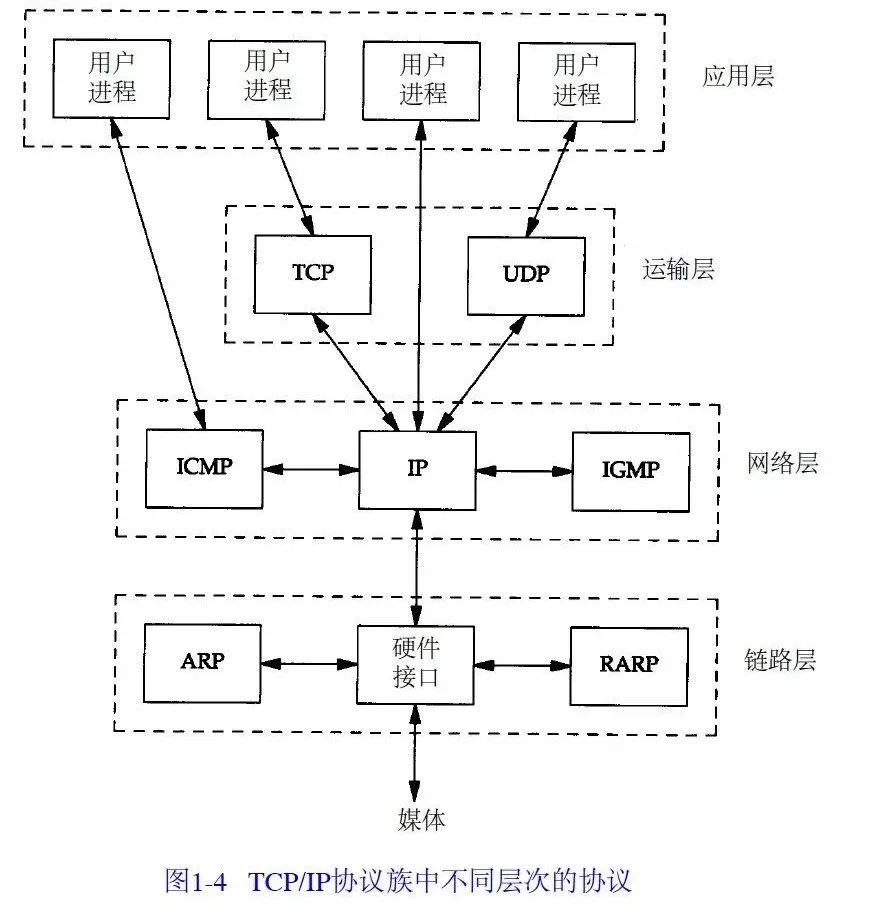 用户
进程
用户
进程
用户
进程
用户
进程
应用层
TCP
UDP
运输层
ICMP
IP
IGMP
网络层
ARP
硬件
接口
RARP
链路层
媒体
图1-4 TCP/IP协议族中不同层次的协议